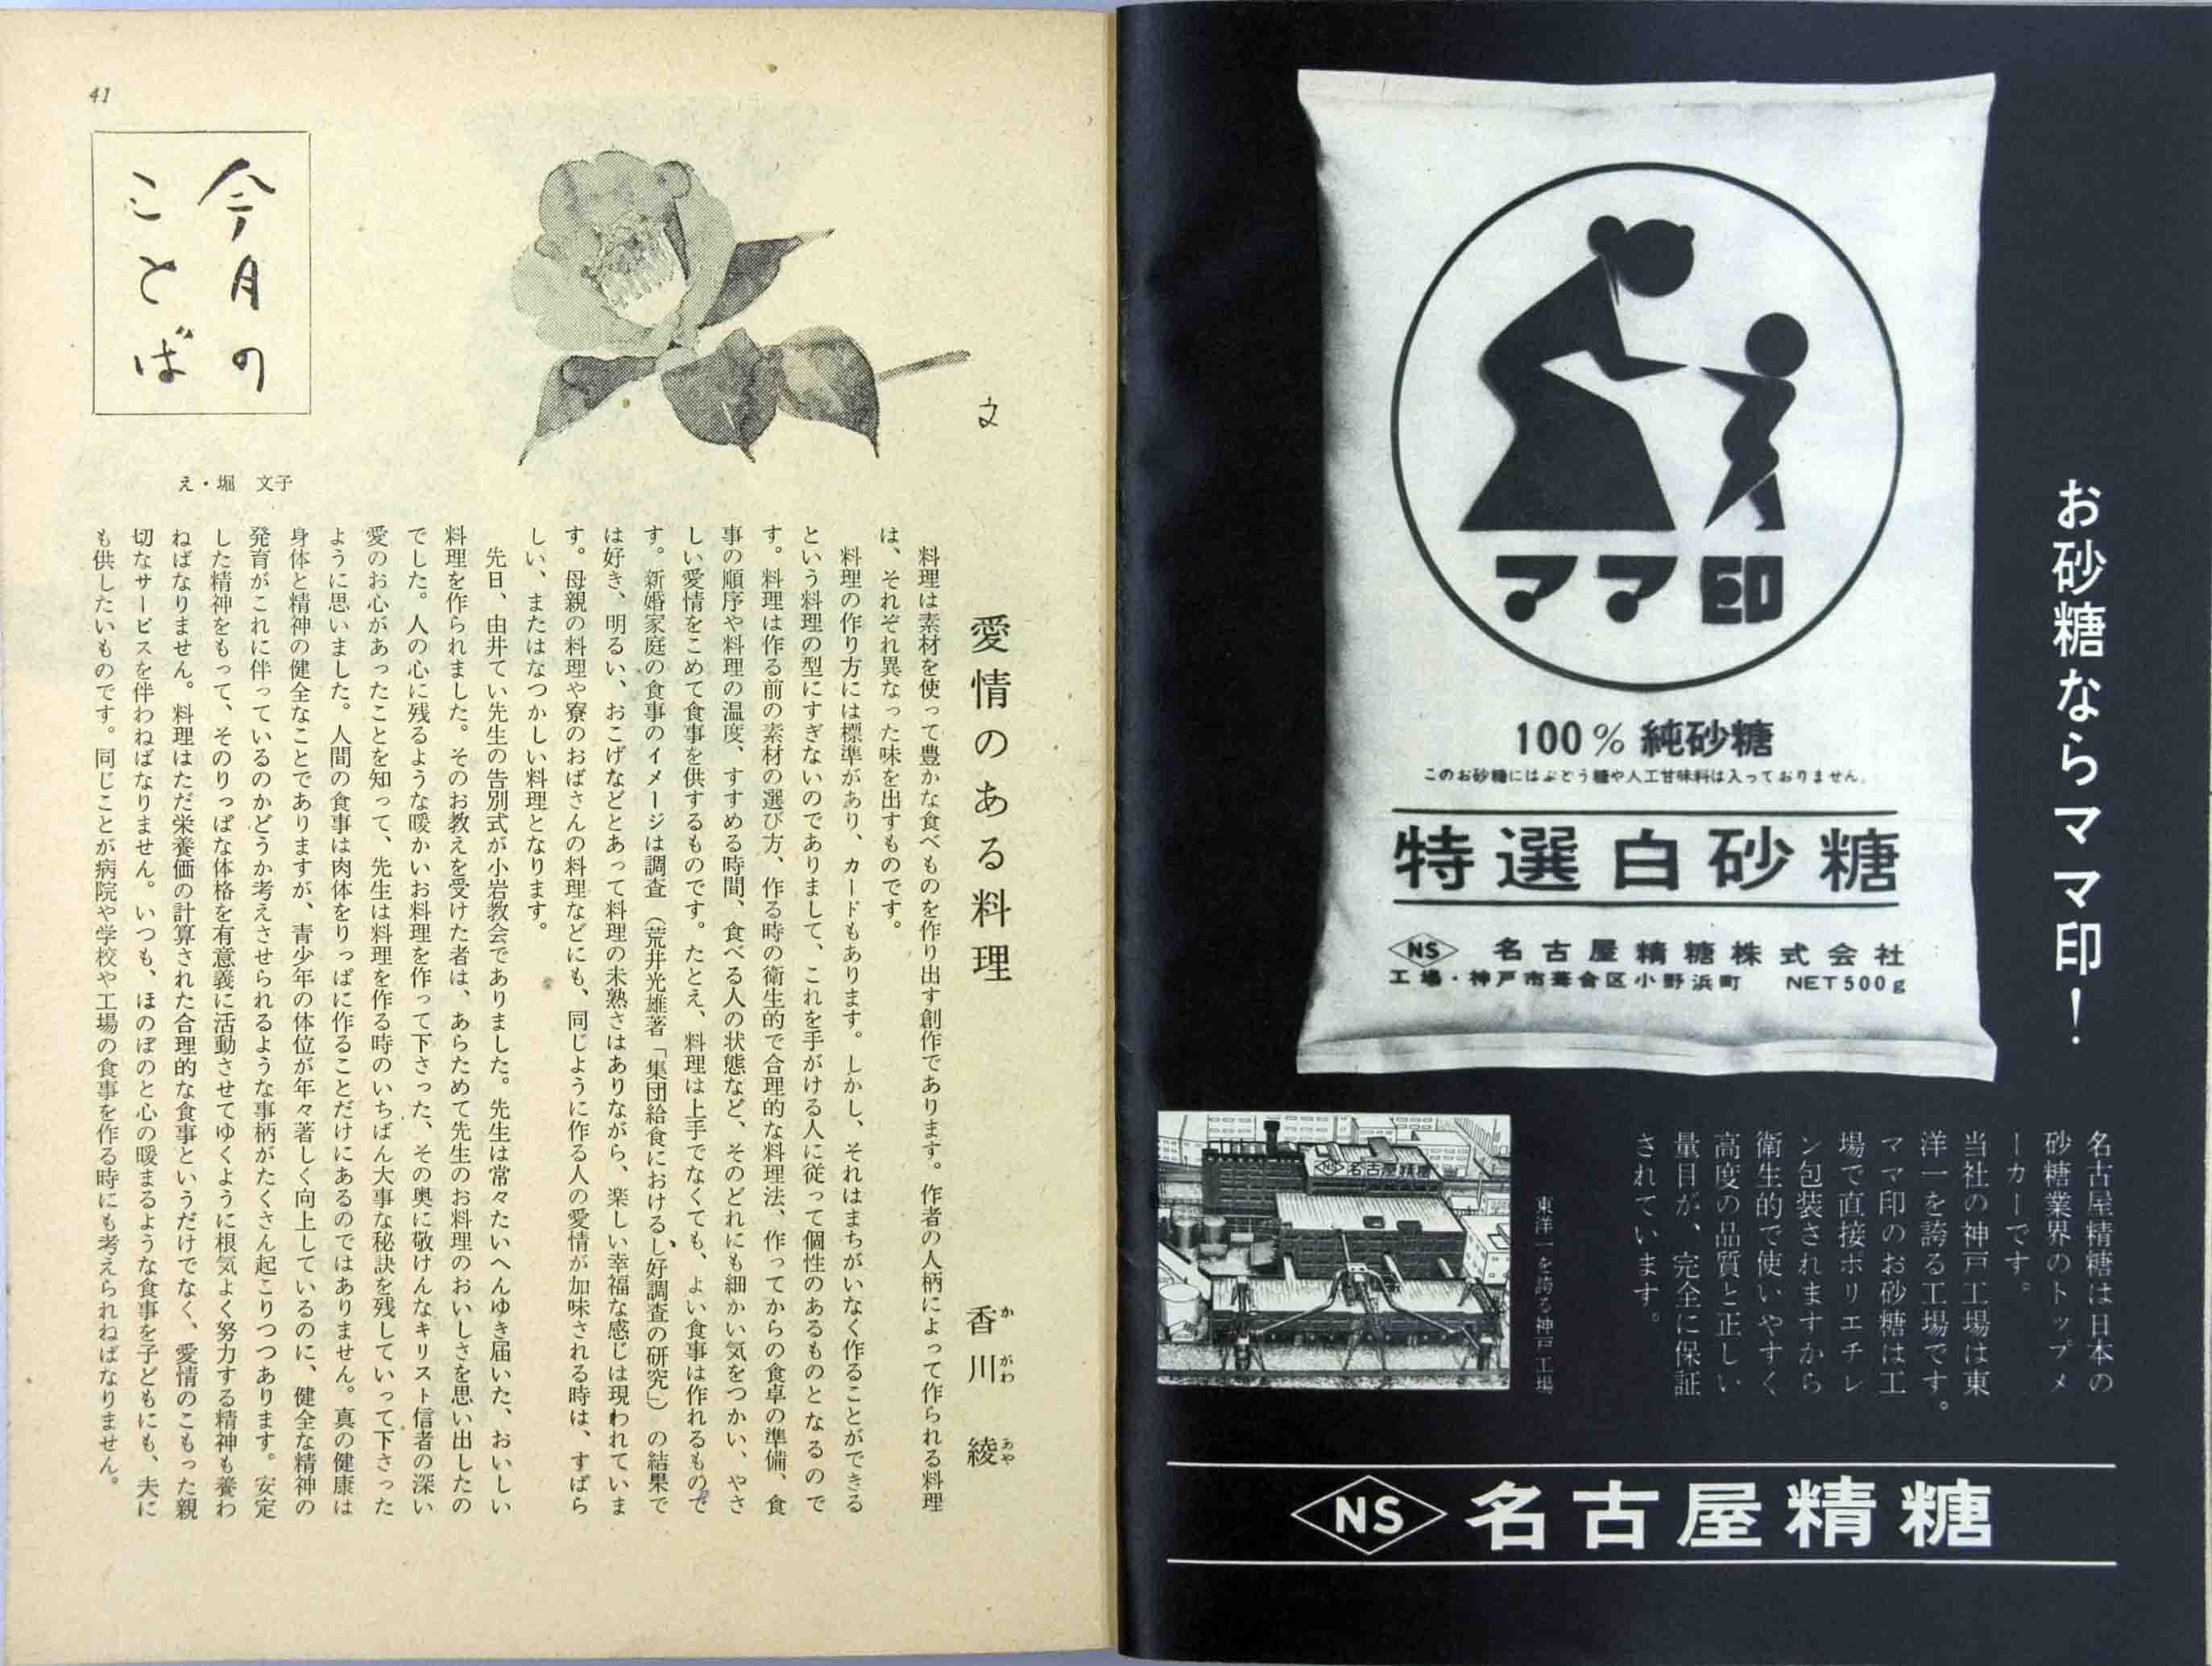 お砂糖ならママ印！
ママ印
100％純砂糖
このお砂糖にはぶどう糖や人工甘味料は入っておりません。
特選白砂糖
NS 名古屋精糖株式会社
工場・神戸市葺合区小野浜町 NET500g
名古屋精糖は日本の
砂糖業界のトップメ
ーカーです。
当社の神戸工場は東
洋一を誇る工場です。
ママ印のお砂糖は工
場で直接ポリエチレ
ン包装されますから
衛生的で使いやすく
高度の品質と正しい
量目が、完全に保証
されています。
東洋一を誇る神戸工場
NS 名古屋精糖
NS 名古屋精糖
41
今月の
ことば
文
え・堀 文子
愛情のある料理
香川 綾
かがわ あや
料理は素材を使って豊かな食べものを作り出す創作であります。作者の人柄によって作られる料理
は、それぞれ異なった味を出すものです。
料理の作り方には標準があり、カードもあります。しかし、それはまちがいなく作ることができる
という料理の型にすぎないのでありまして、これを手がける人に従って個性のあるものとなるので
す。料理は作る前の素材の選び方、作る時の衛生的で合理的な料理法、作ってからの食卓の準備、食
事の順序や料理の温度、すすめる時間、食べる人の状態など、そのどれにも細かい気をつかい、やさ
しい愛情をこめて食事を供するものです。たとえ、料理は上手でなくても、よい食事は作れるもので
す。新婚家庭の食事のイメージは調査（荒井光雄著「集団給食におけるし好調査の研究」）の結果で
は好き、明るい、おこげなどとあって料理の未熟さはありながら、楽しい幸福な感じは現われていま
す。母親の料理や寮のおばさんの料理などにも、同じように作る人の愛情が加味される時は、すばら
しい、またはなつかしい料理となります。
先日、由井てい先生の告別式が小岩教会でありました。先生は常々たいへんゆき届いた、おいしい
料理を作られました。そのお教えを受けた者は、あらためて先生のお料理のおいしさを思い出したの
でした。人の心に残るような暖かいお料理を作って下さった、その奥に敬けんなキリスト信者の深い
愛のお心があったことを知って、先生は料理を作る時のいちばん大事な秘訣を残していって下さった
ように思いました。人間の食事は肉体をりっぱに作ることだけにあるのではありません。真の健康は
身体と精神の健全なことでありますが、青少年の体位が年々著しく向上しているのに、健全な精神の
発育がこれに伴っているのかどうか考えさせられるような事柄がたくさん起こりつつあります。安定
した精神をもって、そのりっぱな体格を有意義に活動させてゆくように根気よく努力する精神も養わ
ねばなりません。料理はただ栄養価の計算された合理的な食事というだけでなく、愛情のこもった親
切なサービスを伴わねばなりません。いつも、ほのぼのと心の暖まるような食事を子どもにも、夫に
も供したいものです。同じことが病院や学校や工場の食事を作る時にも考えられねばなりません。